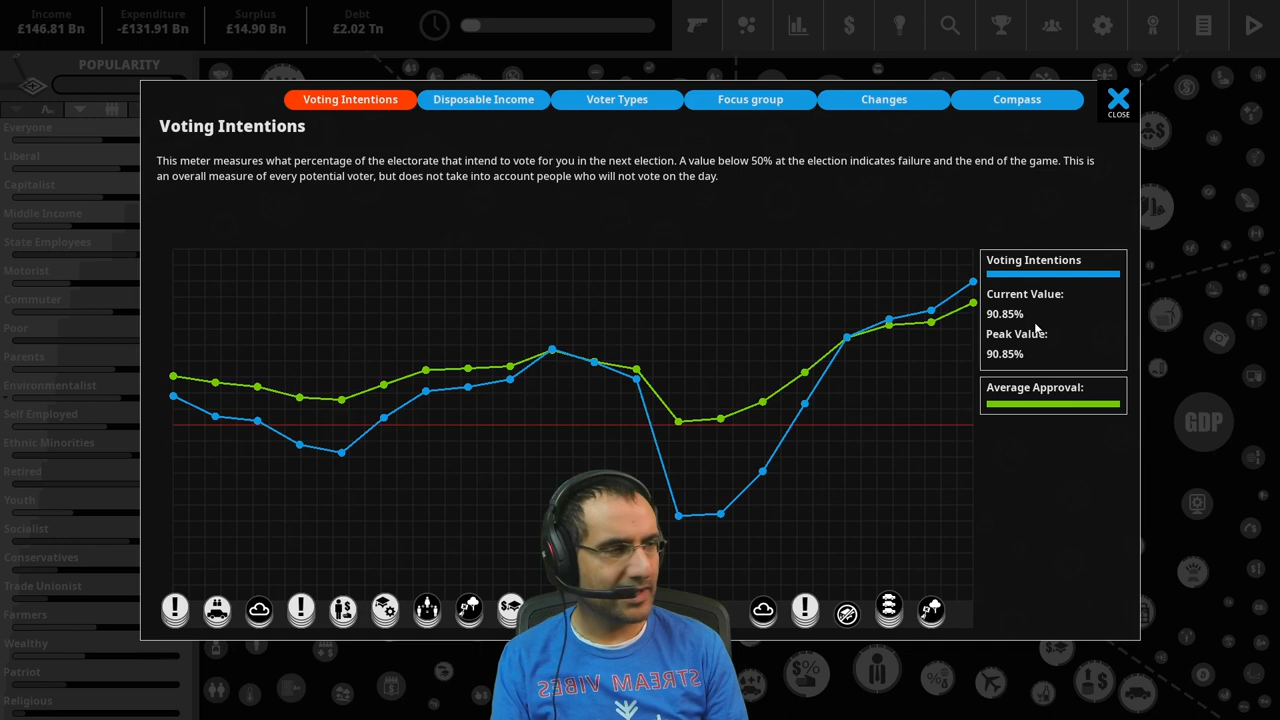 Income
Expenditure
Surplus
Debt
£146.81 Bn
-£131.91 Bn
£14.90 Bn
£2.02 Tn
POPULARITY
Everyone
Liberal
Capitalist
Middle Income
State Employees
Motorist
Commuter
Poor
Parents
Environmentalist
Self Employed
Ethnic Minorities
Retired
Youth
Socialist
Conservatives
Trade Unionist
Farmers
Wealthy
Patriot
Religious
Voting Intentions
Disposable Income
Voter Types
Focus group
Changes
Compass
CLOSE
Voting Intentions
This meter measures what percentage of the electorate that intend to vote for you in the next election. A value below 50% at the election indicates failure and the end of the game. This is
an overall measure of every potential voter, but does not take into account people who will not vote on the day.
Voting Intentions
Current Value:
90.85%
Peak Value:
90.85%
Average Approval:
GDP
STREAM VIBES